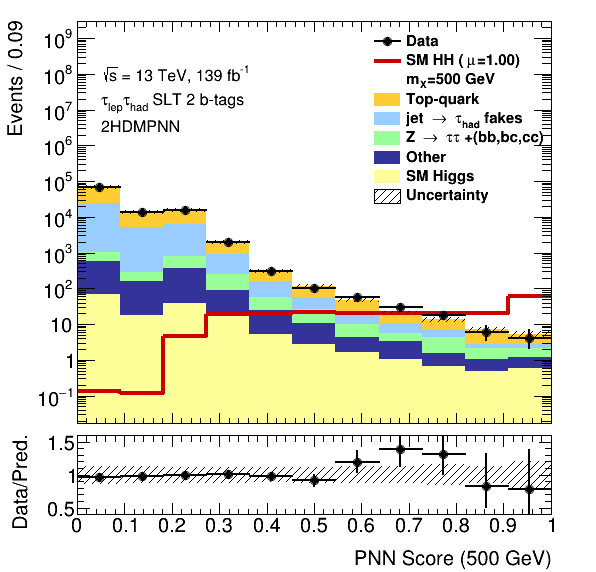 Events / 0.09
10⁹
10⁸
10⁷
10⁶
10⁵
10⁴
10³
10²
10
1
10⁻¹
√s = 13 TeV, 139 fb⁻¹
τlepτhad SLT 2 b-tags
2HDMPNN
Data
SM HH ( μ=1.00)
mX=500 GeV
Top-quark
jet → τhad fakes
Z → ττ +(bb,bc,cc)
Other
SM Higgs
Uncertainty
Data/Pred.
1.5
1
0.5
0 0.1 0.2 0.3 0.4 0.5 0.6 0.7 0.8 0.9 1
PNN Score (500 GeV)